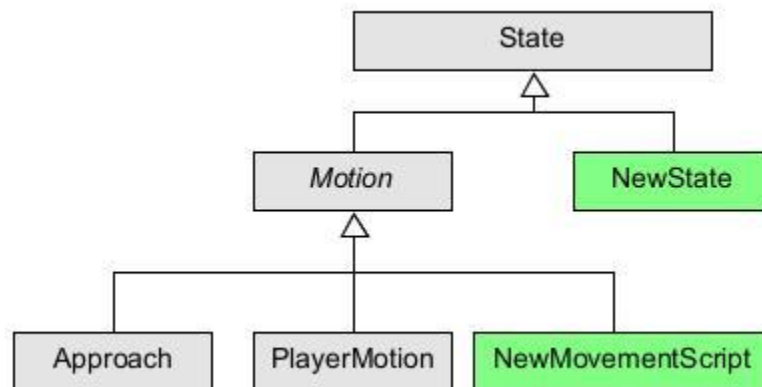 State
Motion
NewState
Approach
PlayerMotion
NewMovementScript